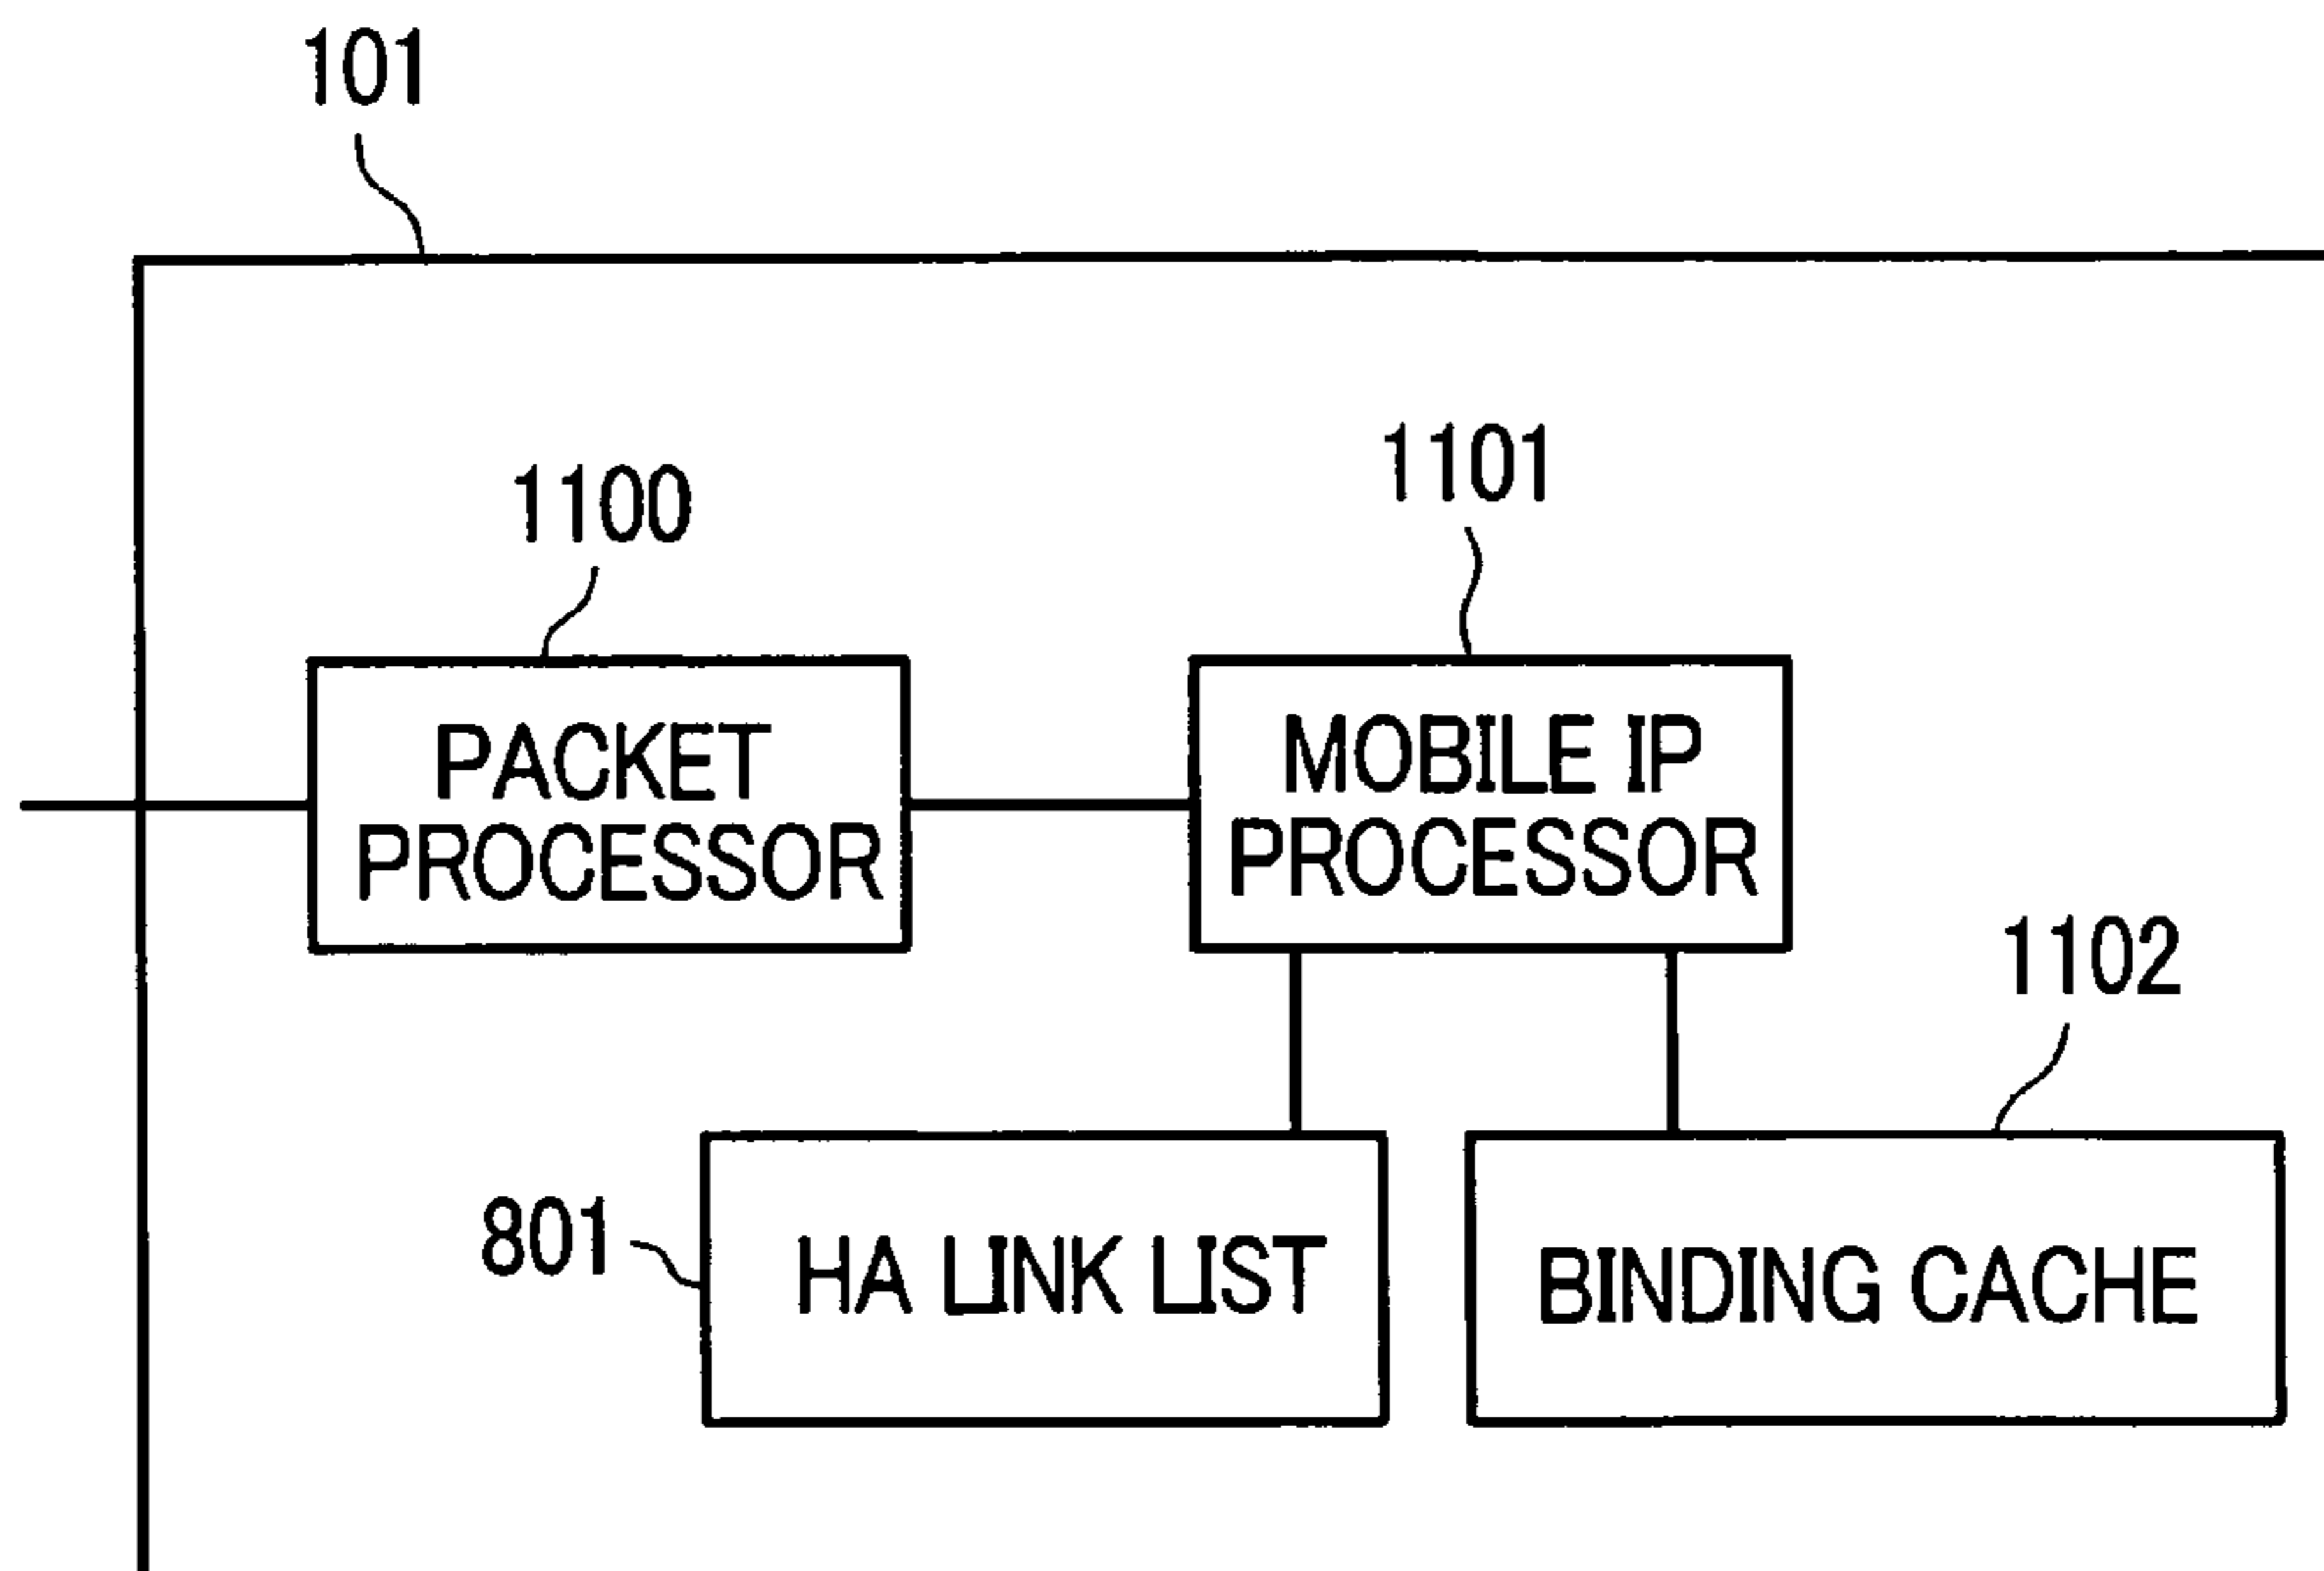 101
1100
1101
PACKET
PROCESSOR
MOBILE IP
PROCESSOR
1102
801
HA LINK LIST
BINDING CACHE